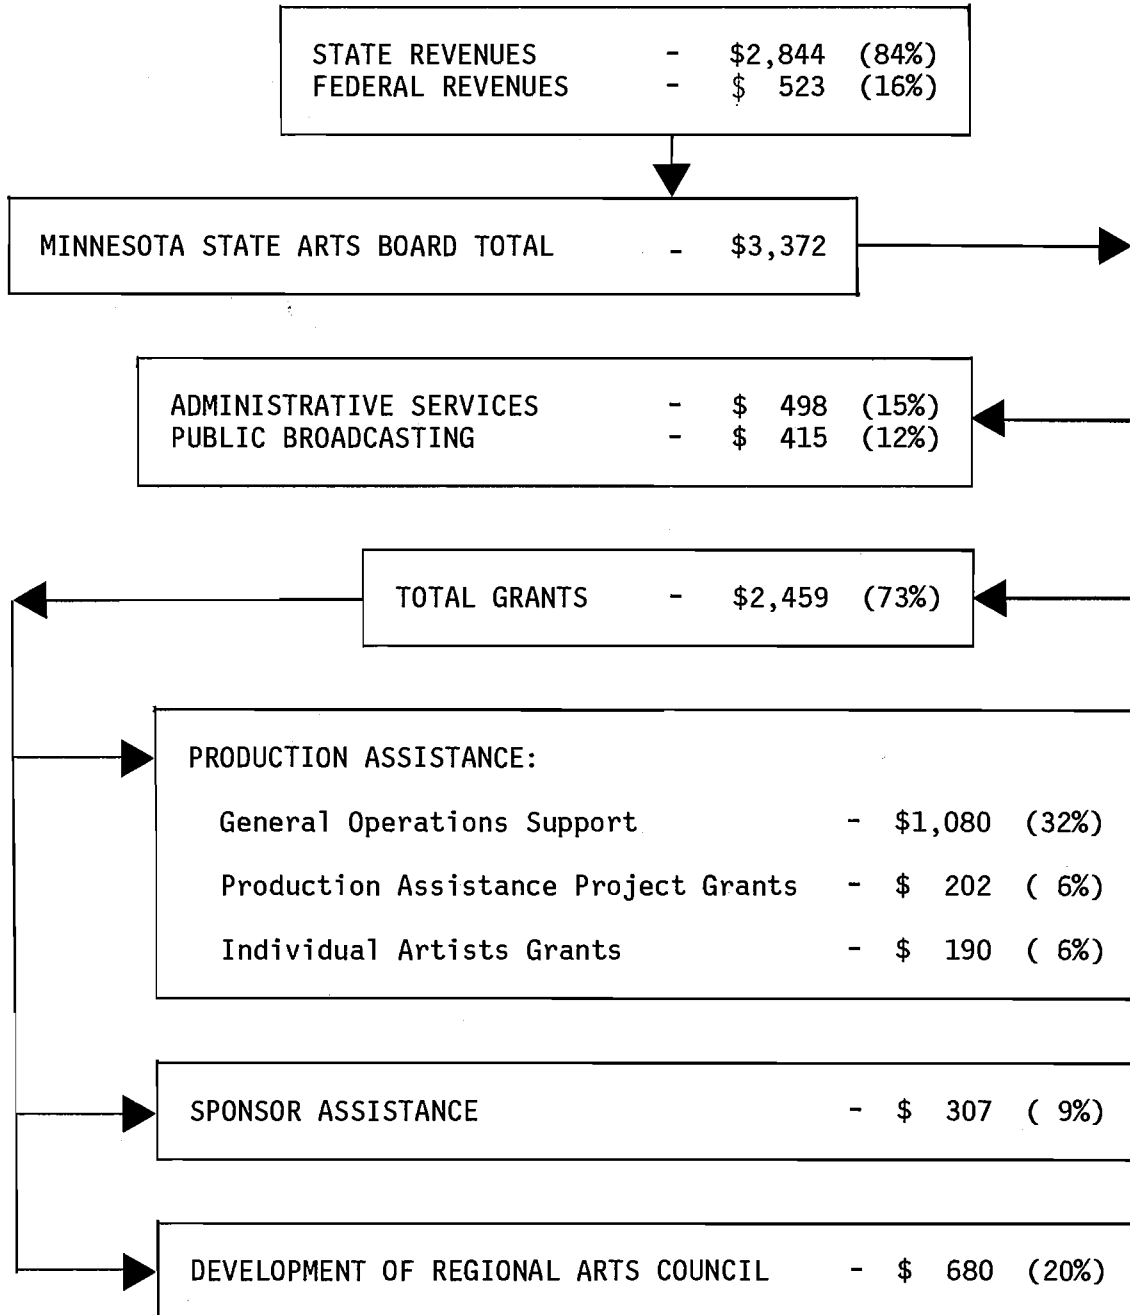 STATE REVENUES - $2,844 (84%)
FEDERAL REVENUES - $ 523 (16%)
MINNESOTA STATE ARTS BOARD TOTAL - $3,372
ADMINISTRATIVE SERVICES - $ 498 (15%)
PUBLIC BROADCASTING - $ 415 (12%)
TOTAL GRANTS - $2,459 (73%)
PRODUCTION ASSISTANCE:
General Operations Support - $1,080 (32%)
Production Assistance Project Grants - $ 202 ( 6%)
Individual Artists Grants - $ 190 ( 6%)
SPONSOR ASSISTANCE - $ 307 ( 9%)
DEVELOPMENT OF REGIONAL ARTS COUNCIL - $ 680 (20%)